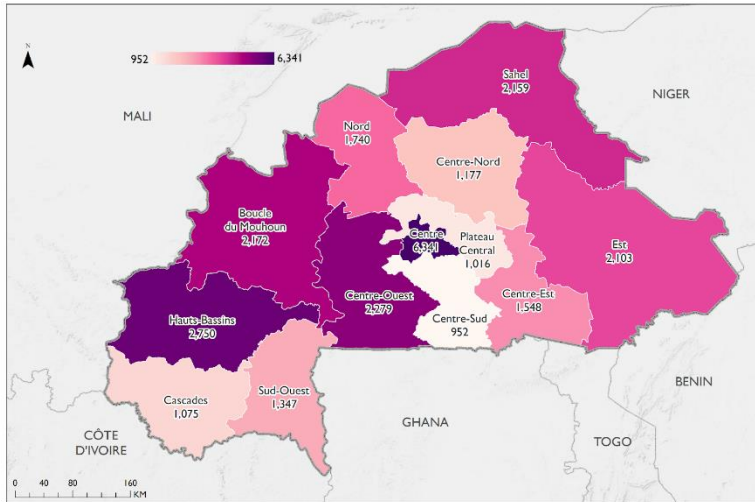 N
952
6,341
MALI
NIGER
Sahel
2,159
Nord
1,740
Centre-Nord
1,177
Boucle
du Mouhoun
2,172
Centre
6,341
Plateau
Central
1,016
Est
2,103
Centre-Ouest
2,279
Centre-Est
1,548
Hauts-Bassins
2,750
Centre-Sud
952
Cascades
1,075
Sud-Ouest
1,347
BENIN
GHANA
TOGO
CÔTE
D'IVOIRE
0 40 80 160
KM